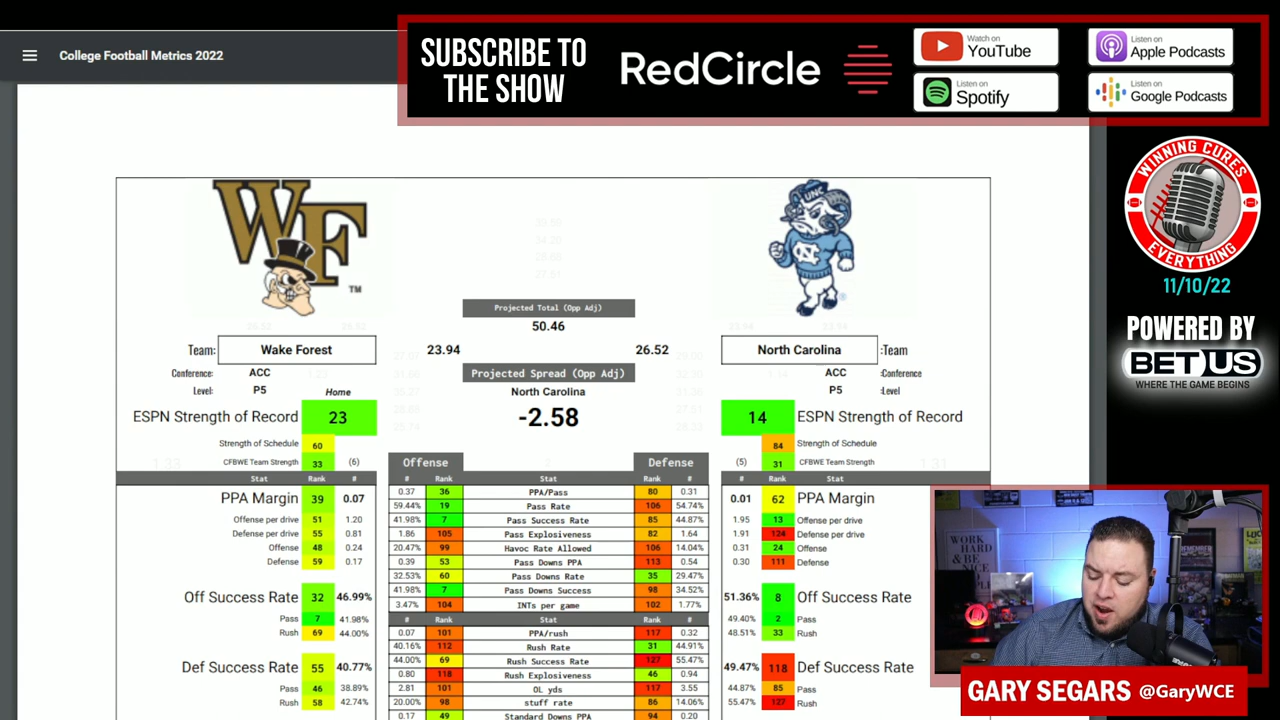 College Football Metrics 2022
SUBSCRIBE TO
THE SHOW
RedCircle
Watch on
YouTube
Listen on
Apple Podcasts
Listen on
Spotify
Listen on
Google Podcasts
WINNING CURES
EVERYTHING
11/10/22
POWERED BY
BETUS
WHERE THE GAME BEGINS
WF
TM
UNC
NC
Projected Total (Opp Adj)
50.46
Team: Wake Forest 23.94 26.52 North Carolina :Team
Conference: ACC Projected Spread (Opp Adj) ACC :Conference
Level: P5 Home North Carolina P5 :Level
ESPN Strength of Record 23 -2.58 14 ESPN Strength of Record
Strength of Schedule 60 84 Strength of Schedule
CFBWE Team Strength 33 (6) Offense Defense (5) 31 CFBWE Team Strength
Stat Rank # # Rank Stat Rank # # Rank Stat
PPA Margin 39 0.07 0.01 62 PPA Margin
Offense per drive 51 1.20 1.95 13 Offense per drive
Defense per drive 55 0.81 1.91 124 Defense per drive
Offense 48 0.24 0.31 24 Offense
Defense 59 0.17 0.30 111 Defense
Off Success Rate 32 46.99% 51.36% 8 Off Success Rate
Pass 7 41.98% 49.40% 2 Pass
Rush 69 44.00% 48.51% 33 Rush
Def Success Rate 55 40.77% 49.47% 118 Def Success Rate
Pass 46 38.89% 44.87% 85 Pass
Rush 58 42.74% 55.47% 127 Rush
0.37 36 PPA/Pass 80 0.31
59.44% 19 Pass Rate 106 54.74%
41.98% 7 Pass Success Rate 85 44.87%
1.86 105 Pass Explosiveness 82 1.64
20.47% 99 Havoc Rate Allowed 106 14.04%
0.39 53 Pass Downs PPA 113 0.54
32.53% 60 Pass Downs Rate 35 29.47%
41.98% 7 Pass Downs Success 98 34.52%
3.47% 104 INTs per game 102 1.77%
# Rank Stat Rank #
0.07 101 PPA/rush 117 0.32
40.16% 112 Rush Rate 31 44.91%
44.00% 69 Rush Success Rate 127 55.47%
0.80 118 Rush Explosiveness 46 0.94
2.81 101 OL yds 117 3.55
20.00% 98 stuff rate 86 14.06%
0.17 49 Standard Downs PPA 94 0.20
WORK
HARD
& BE
NICE
GARY SEGARS @GaryWCE